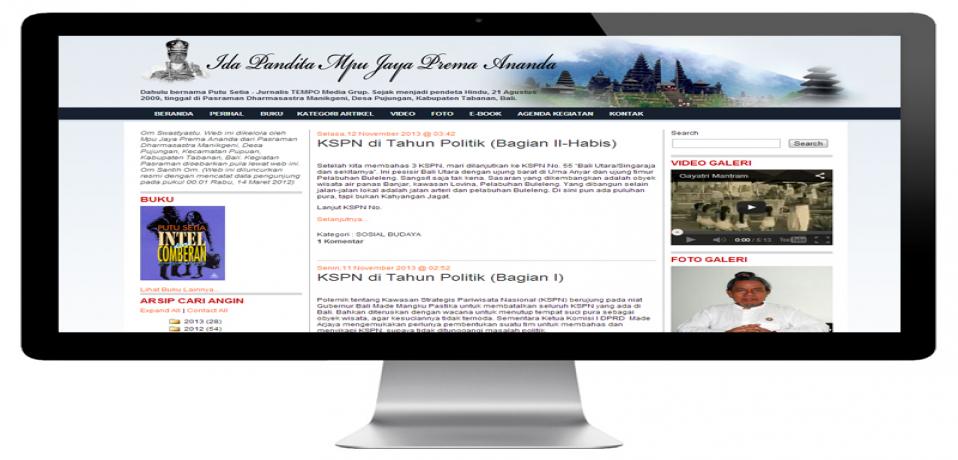 Ida Pandita Mpu Jaya Prema Ananda
Dahulu bernama Putu Setia - Jurnalis TEMPO Media Grup. Sejak menjadi pendeta Hindu, 21 Agustus
2009, tinggal di Pasraman Dharmasastra Manikgeni, Desa Pujungan, Kabupaten Tabanan, Bali.
BERANDA PERIHAL BUKU KATEGORI ARTIKEL VIDEO FOTO E-BOOK AGENDA KEGIATAN KONTAK
Om Swastyastu. Web ini dikelola oleh
Mpu Jaya Prema Ananda dari Pasraman
Dharmasastra Manikgeni, Desa
Pujungan, Kecamatan Pupuan,
Kabupaten Tabanan, Bali. Kegiatan
Pasraman disebarkan pula lewat web ini.
Om Santih Om. (Web ini diluncurkan
resmi dengan mencatat data pengunjung
pada pukul 00.01 Rabu, 14 Maret 2012)
BUKU
PUTU SETIA
INTEL
COMBERAN
Lihat Buku Lainnya...
ARSIP CARI ANGIN
Expand All | Contact All
2013 (28)
2012 (54)
Selasa,12 November 2013 @ 03:42
KSPN di Tahun Politik (Bagian II-Habis)
Setelah kita membahas 3 KSPN, mari dilanjutkan ke KSPN No. 55 "Bali Utara/Singaraja
dan sekitarnya". Ini pesisir Bali Utara dengan ujung barat di Uma Anyar dan ujung timur
Pelabuhan Buleleng. Sangsit saja tak kena. Sasaran yang dikembangkan adalah obyek
wisata air panas Banjar, kawasan Lovina, Pelabuhan Buleleng. Yang dibangun selain
jalan-jalan lokal adalah jalan arteri dan pelabuhan Buleleng. Di sini pun ada puluhan
pura, tapi bukan Kahyangan Jagat.
Lanjut KSPN No.
Selanjutnya..
Kategori : SOSIAL BUDAYA
1 Komentar
Senin,11 November 2013 @ 02:52
KSPN di Tahun Politik (Bagian I)
Polemik tentang Kawasan Strategis Pariwisata Nasional (KSPN) berujung pada niat
Gubernur Bali Made Mangku Pastika untuk membatalkan seluruh KSPN yang ada di
Bali. Bahkan diteruskan dengan wacana untuk menutup tempat suci pura sebagai
obyek wisata, agar kesuciannya tidak ternoda. Sementara Ketua Komisi I DPRD Made
Arjaya mengemukakan perlunya pembentukan suatu tim untuk membahas dan
menyikapi KSPN, supaya tidak ditunggangi masalah politik.
Search
Search
VIDEO GALERI
Gayatri Mantram
0:00 / 5:13 YouTube
FOTO GALERI